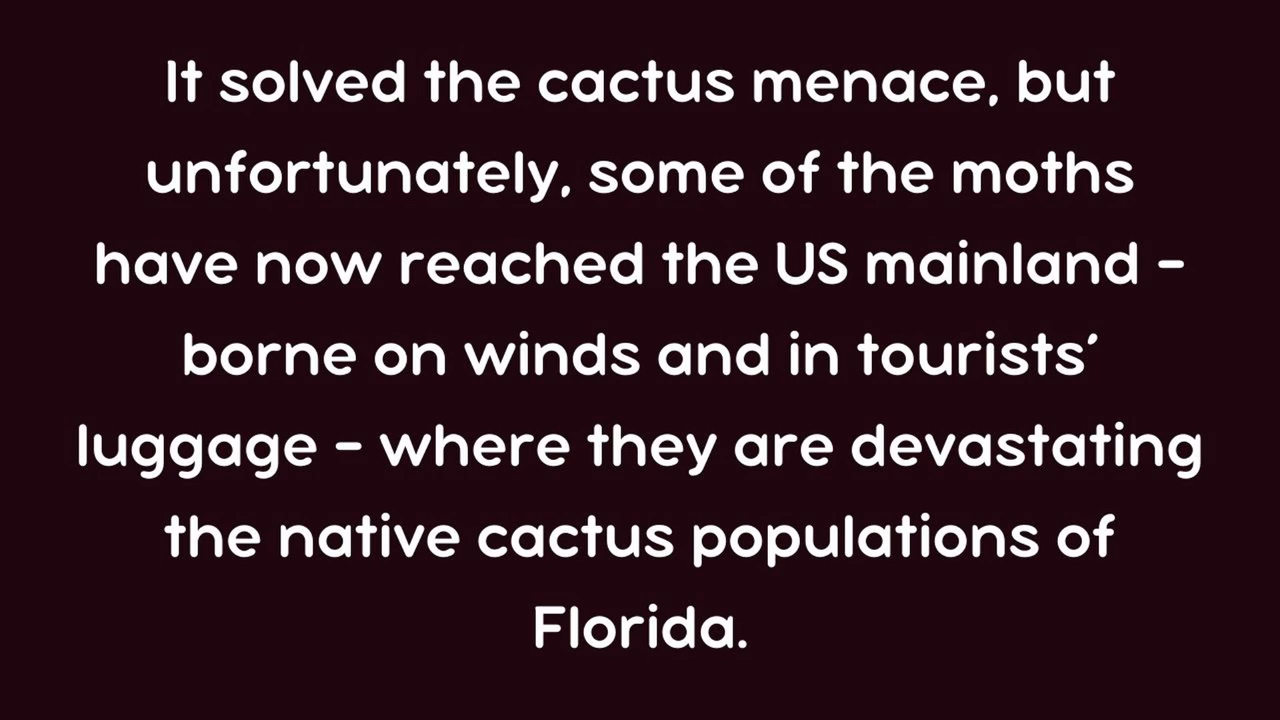 It solved the cactus menace, but
unfortunately, some of the moths
have now reached the US mainland -
borne on winds and in tourists'
luggage - where they are devastating
the native cactus populations of
Florida.